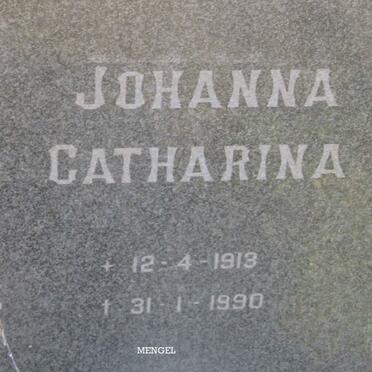 JOHANNA
CATHARINA
+ 12-4-1913
† 31-1-1990
MENGEL